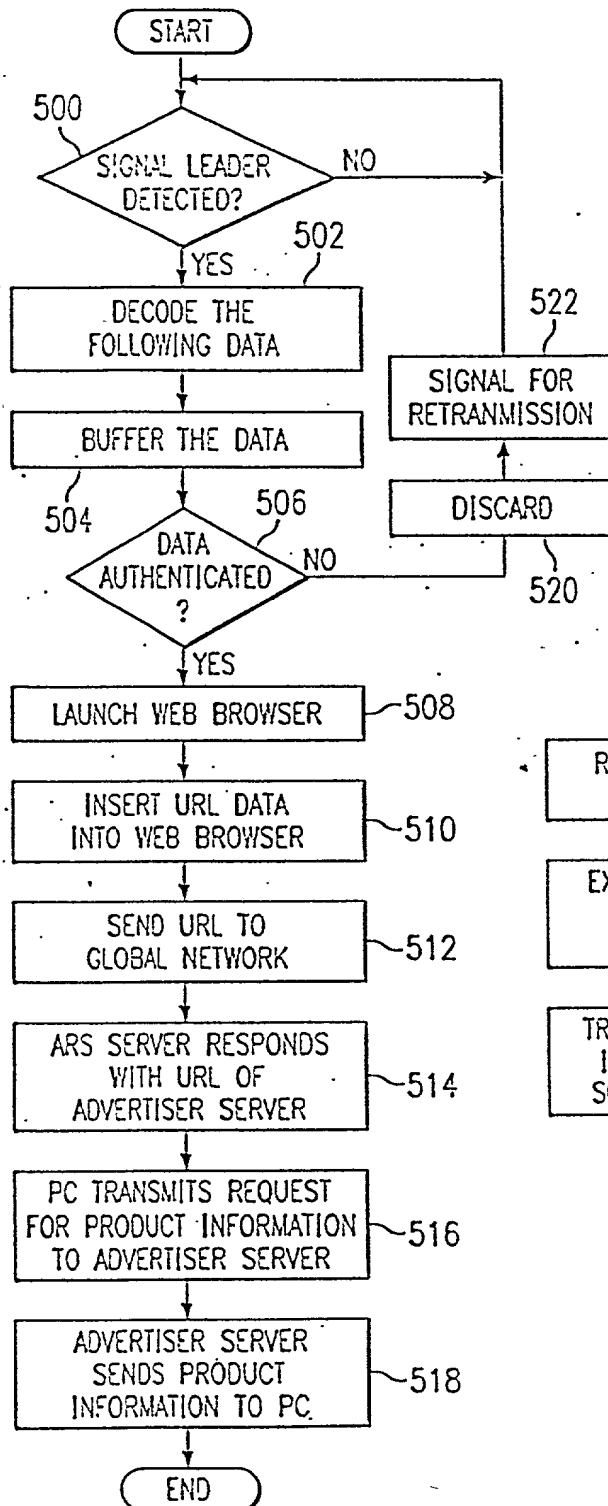 START
500
SIGNAL LEADER
DETECTED?
NO
YES
502
DECODE THE
FOLLOWING DATA
522
SIGNAL FOR
RETRANMISSION
BUFFER THE DATA
504
506
DISCARD
520
DATA
AUTHENTICATED
?
NO
YES
LAUNCH WEB BROWSER
508
INSERT URL DATA
INTO WEB BROWSER
510
SEND URL TO
GLOBAL NETWORK
512
ARS SERVER RESPONDS
WITH URL OF
ADVERTISER SERVER
514
PC TRANSMITS REQUEST
FOR PRODUCT INFORMATION
TO ADVERTISER SERVER
516
ADVERTISER SERVER
SENDS PRODUCT
INFORMATION TO PC.
518
END
R
EX
TR
I
SO